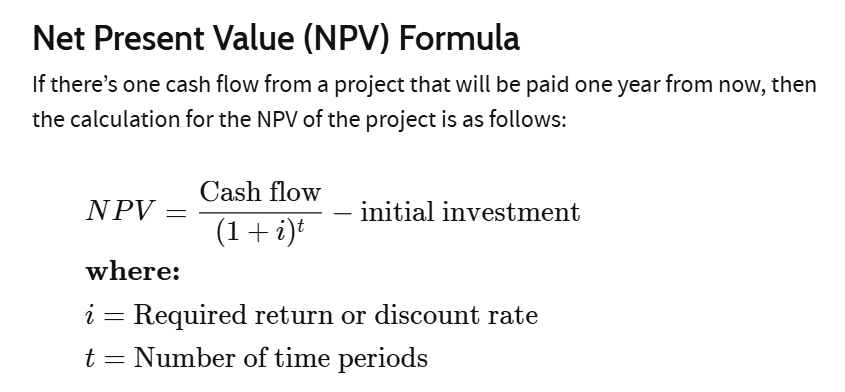 Net Present Value (NPV) Formula
If there’s one cash flow from a project that will be paid one year from now, then
the calculation for the NPV of the project is as follows:
NPV = Cash flow / (1 + i)^t − initial investment
where:
i = Required return or discount rate
t = Number of time periods